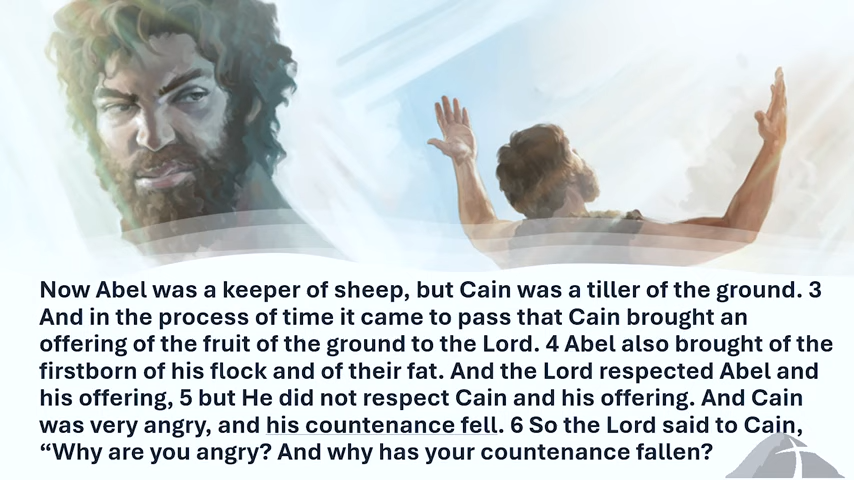 Now Abel was a keeper of sheep, but Cain was a tiller of the ground. 3
And in the process of time it came to pass that Cain brought an
offering of the fruit of the ground to the Lord. 4 Abel also brought of the
firstborn of his flock and of their fat. And the Lord respected Abel and
his offering, 5 but He did not respect Cain and his offering. And Cain
was very angry, and his countenance fell. 6 So the Lord said to Cain,
“Why are you angry? And why has your countenance fallen?